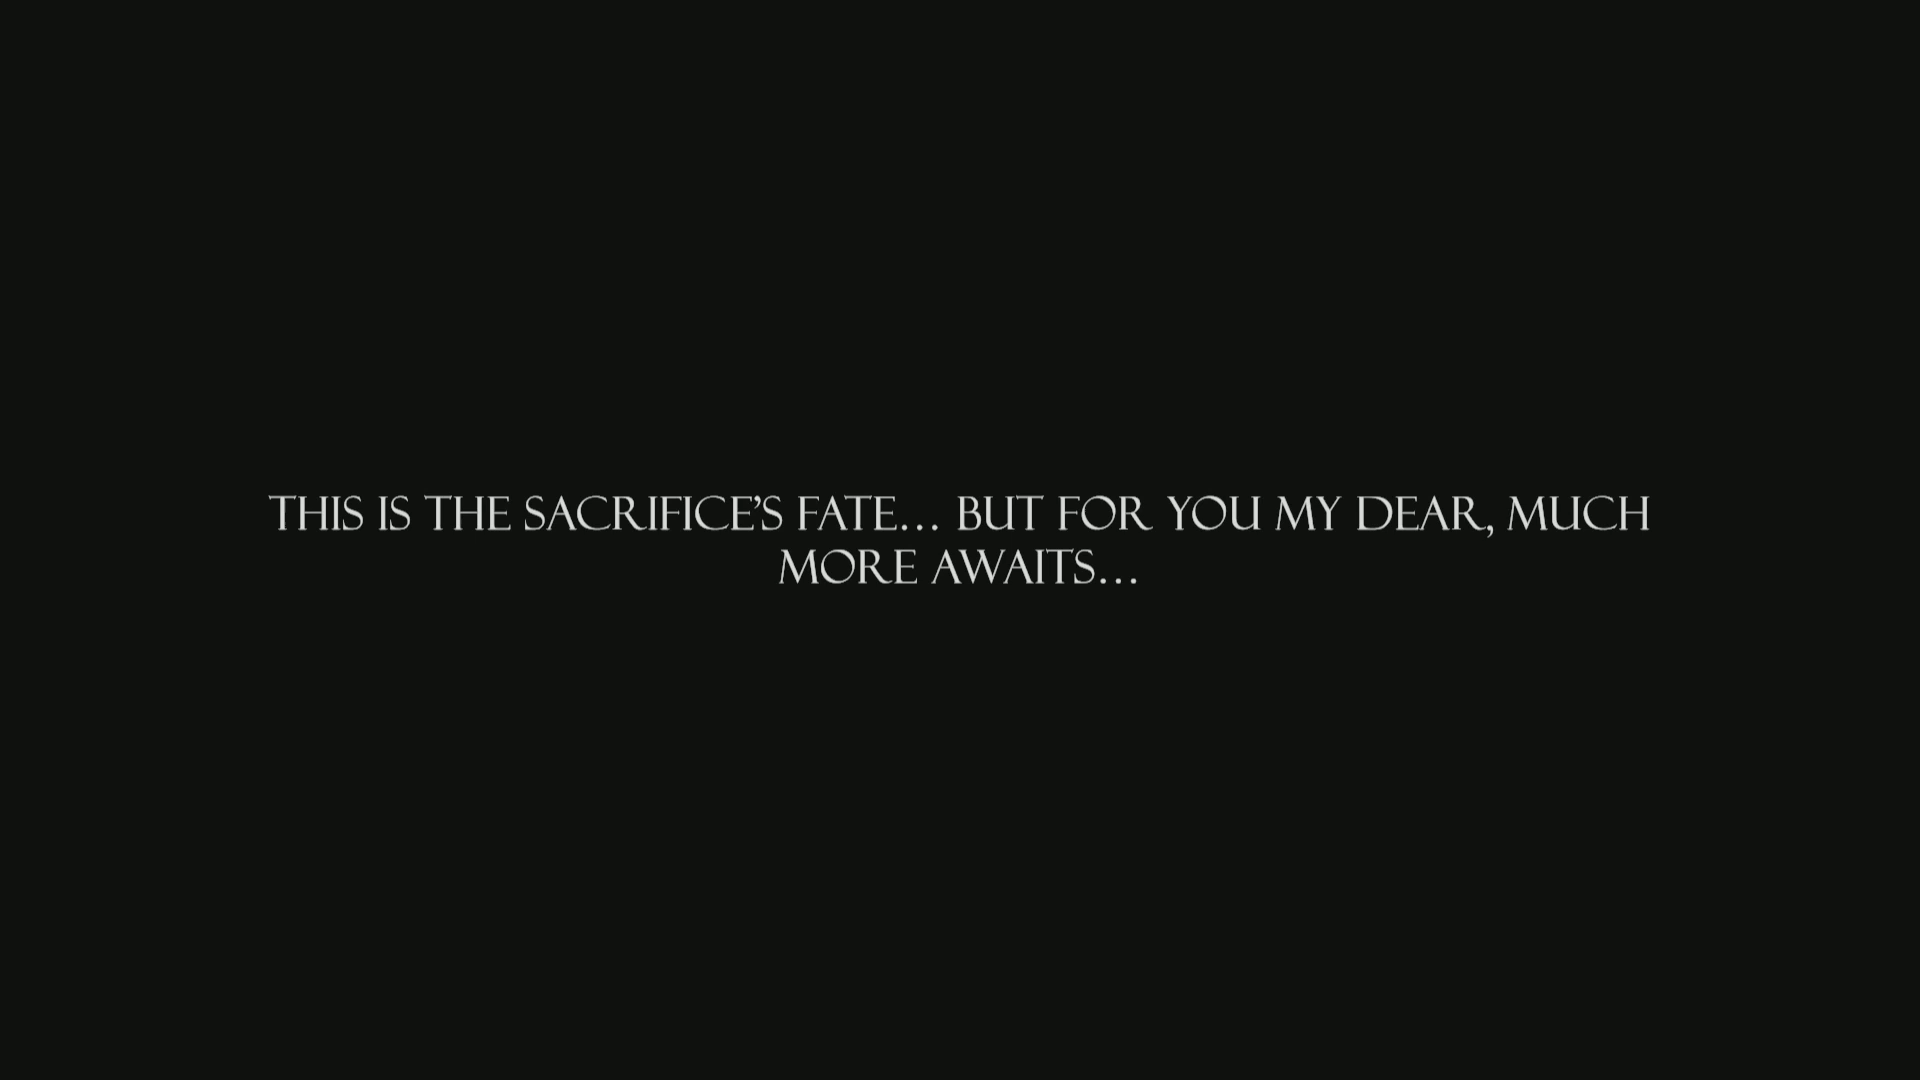 THIS IS THE SACRIFICE'S FATE... BUT FOR YOU MY DEAR, MUCH
MORE AWAITS...